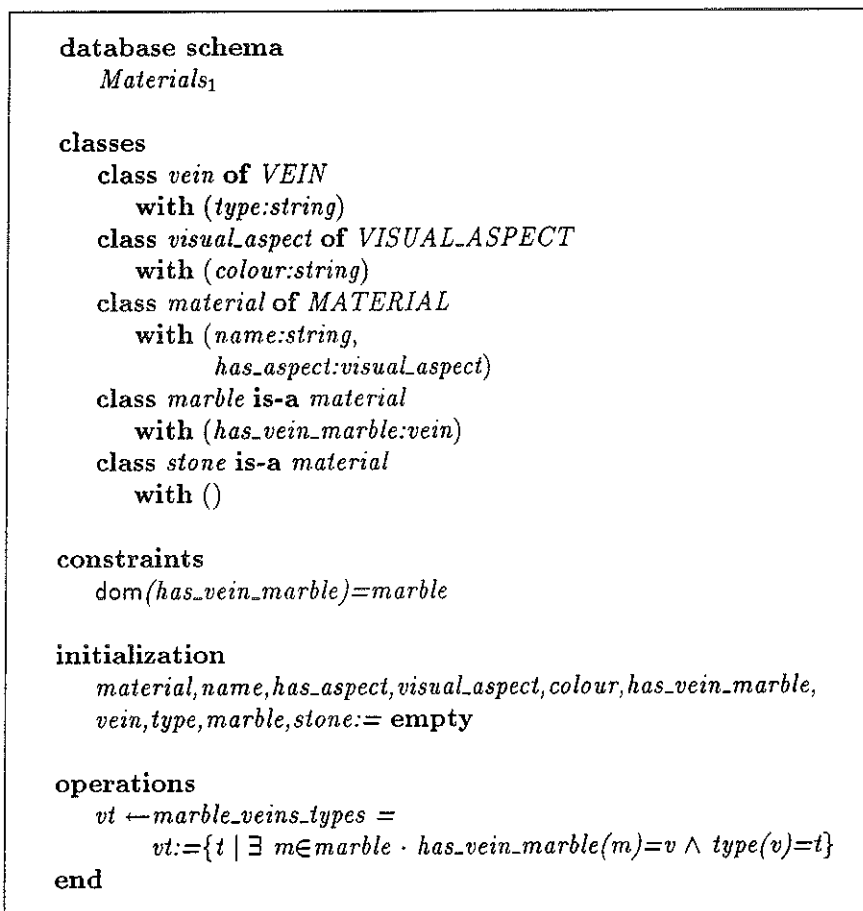 database schema
Materials₁
classes
class vein of VEIN
with (type:string)
class visual_aspect of VISUAL_ASPECT
with (colour:string)
class material of MATERIAL
with (name:string,
has_aspect:visual_aspect)
class marble is-a material
with (has_vein_marble:vein)
class stone is-a material
with ()
constraints
dom(has_vein_marble)=marble
initialization
material,name,has_aspect,visual_aspect,colour,has_vein_marble,
vein,type,marble,stone:= empty
operations
vt ←marble_veins_types =
vt:={t | ∃ m∈marble · has_vein_marble(m)=v ∧ type(v)=t}
end